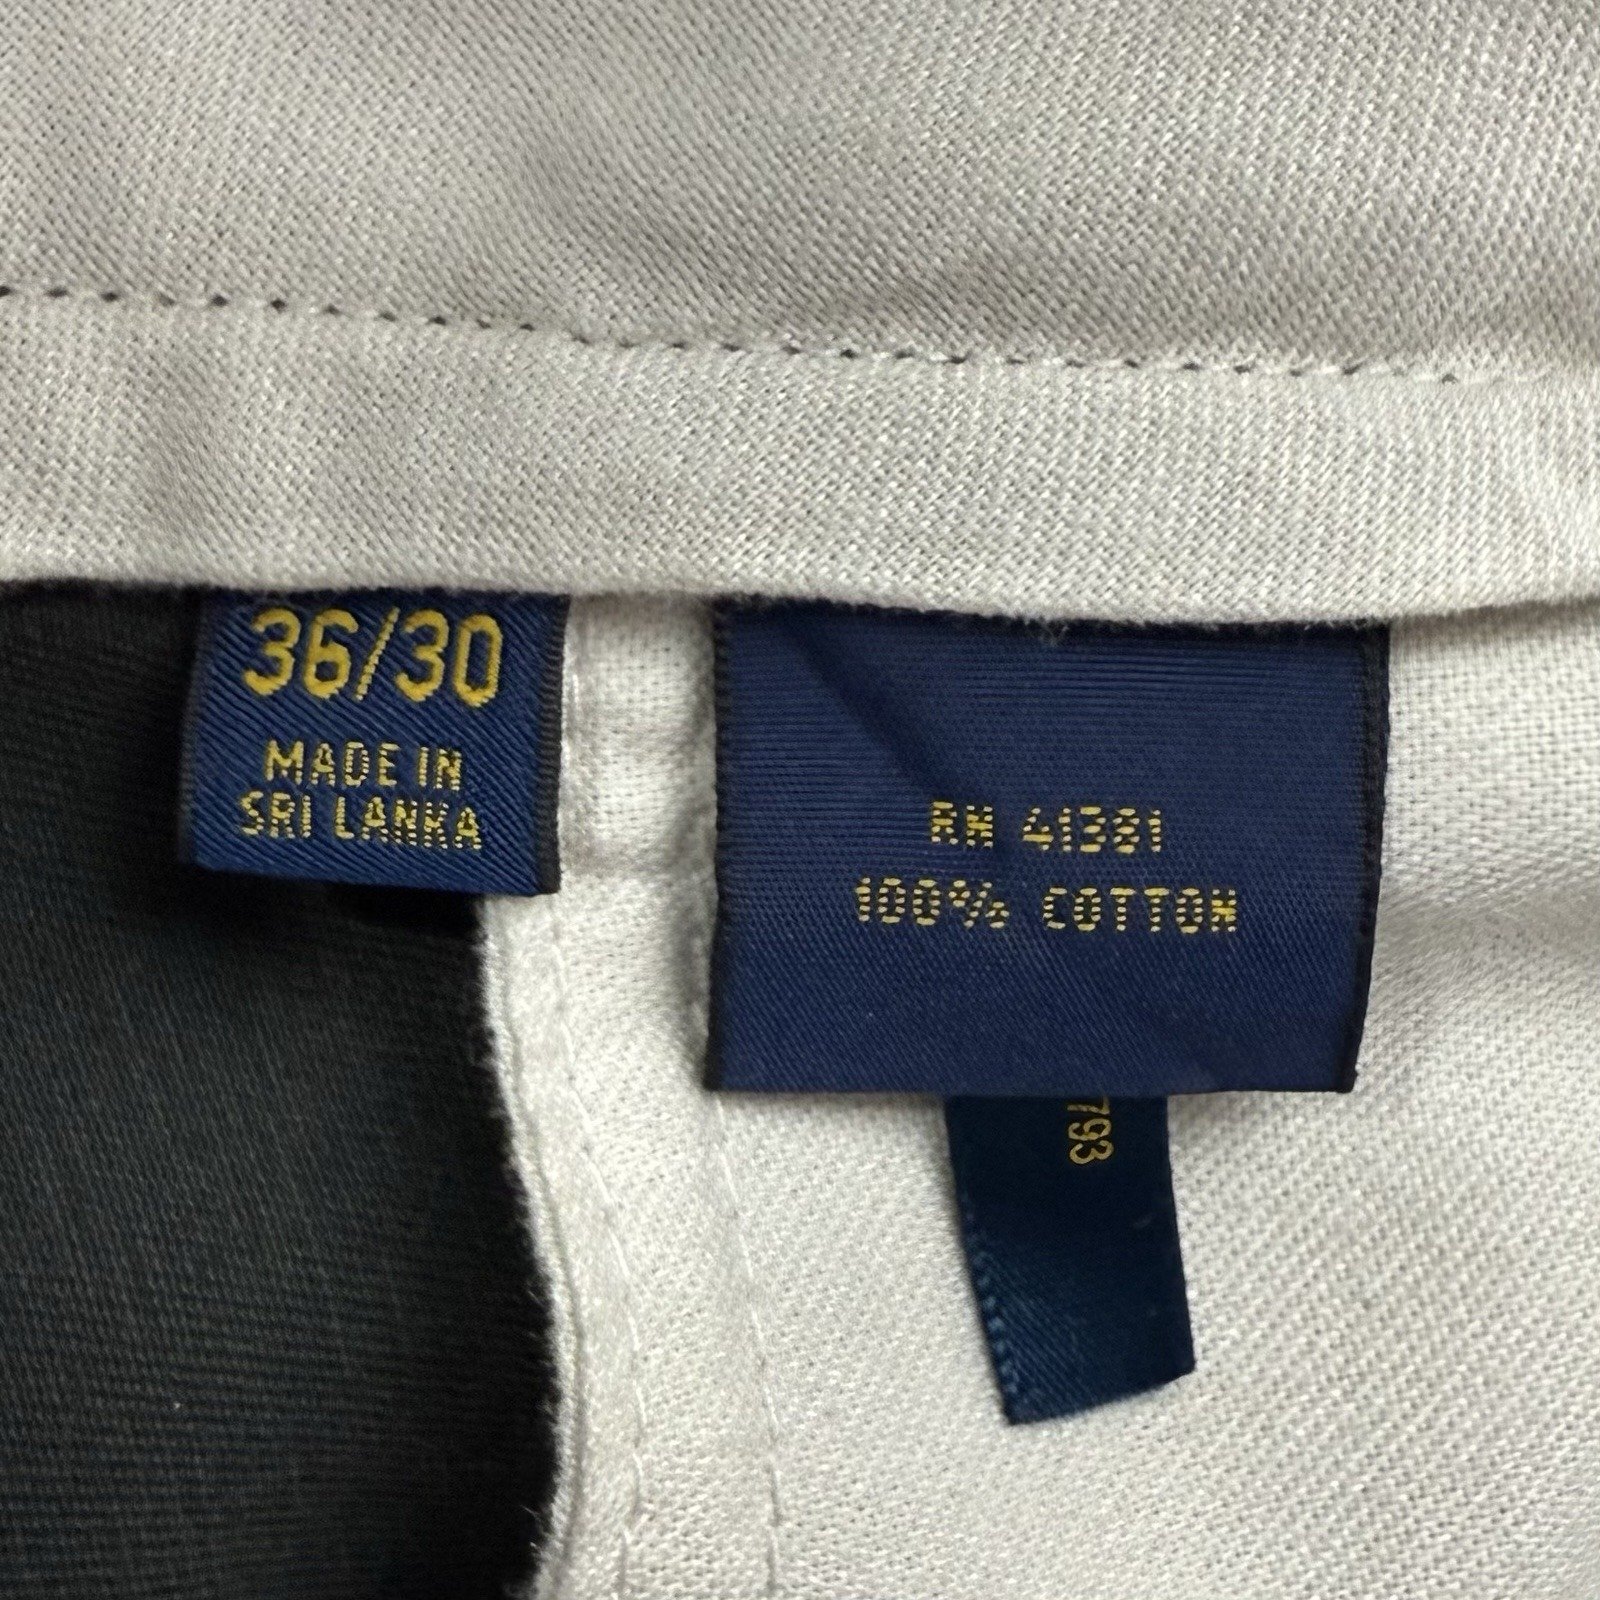 36/30
MADE IN
SRI LANKA
RN 41381
100% COTTON
793